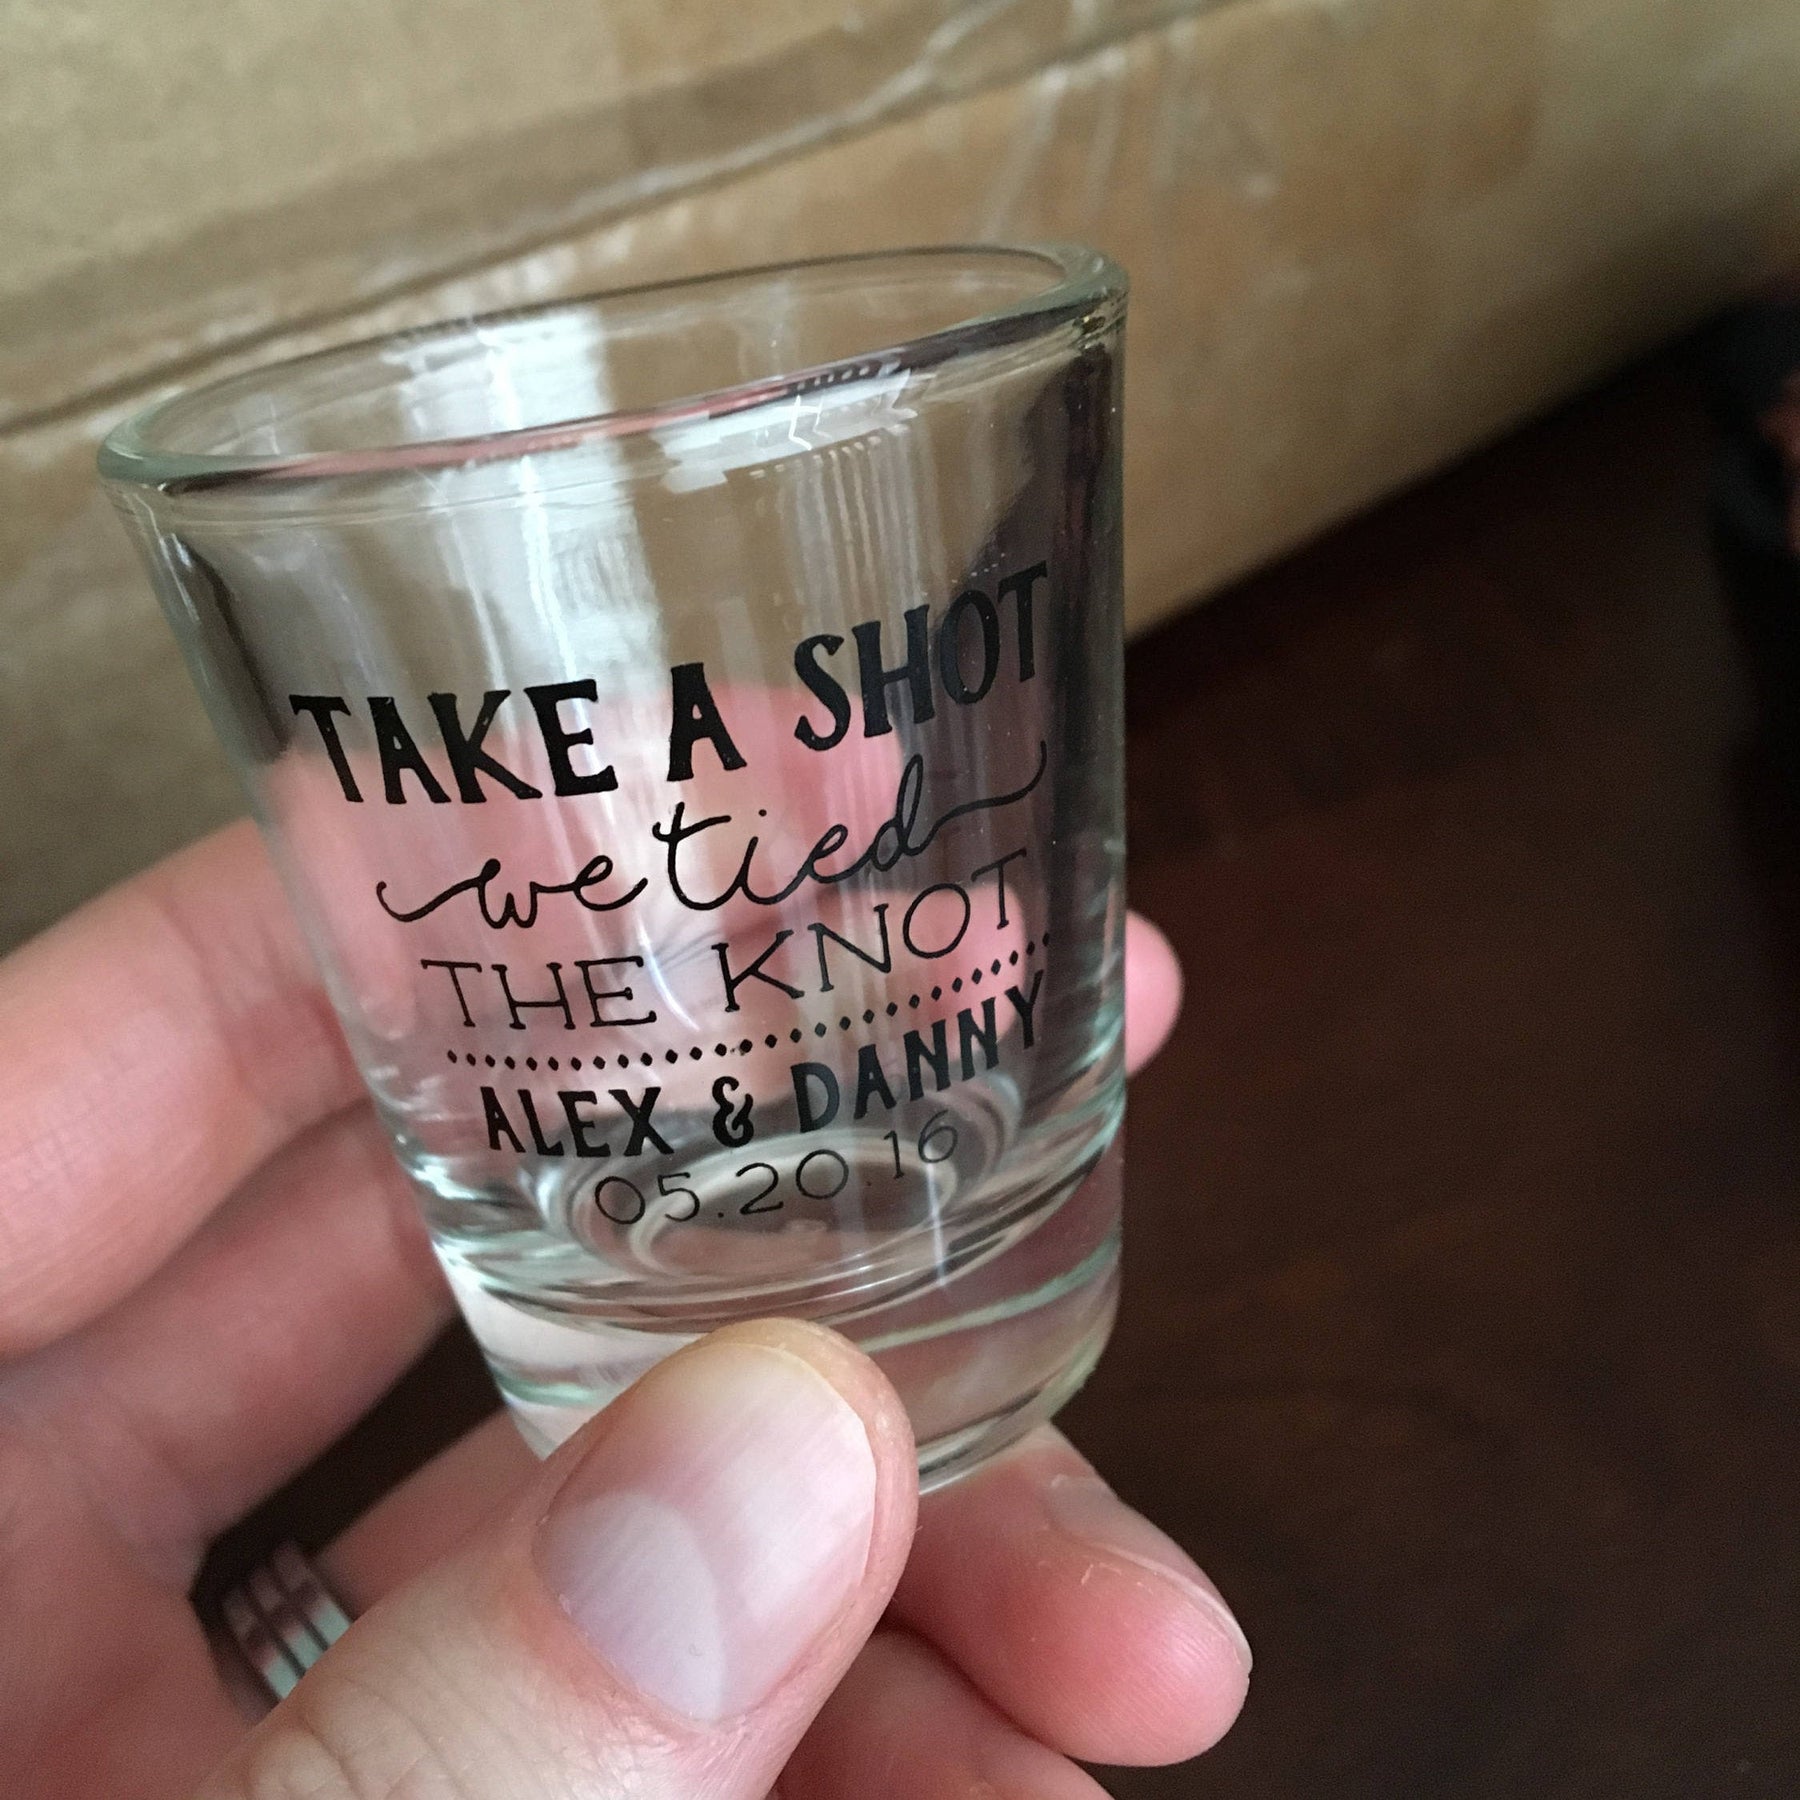 TAKE A SHOT
we tied
THE KNOT
ALEX & DANNY
05.20.16